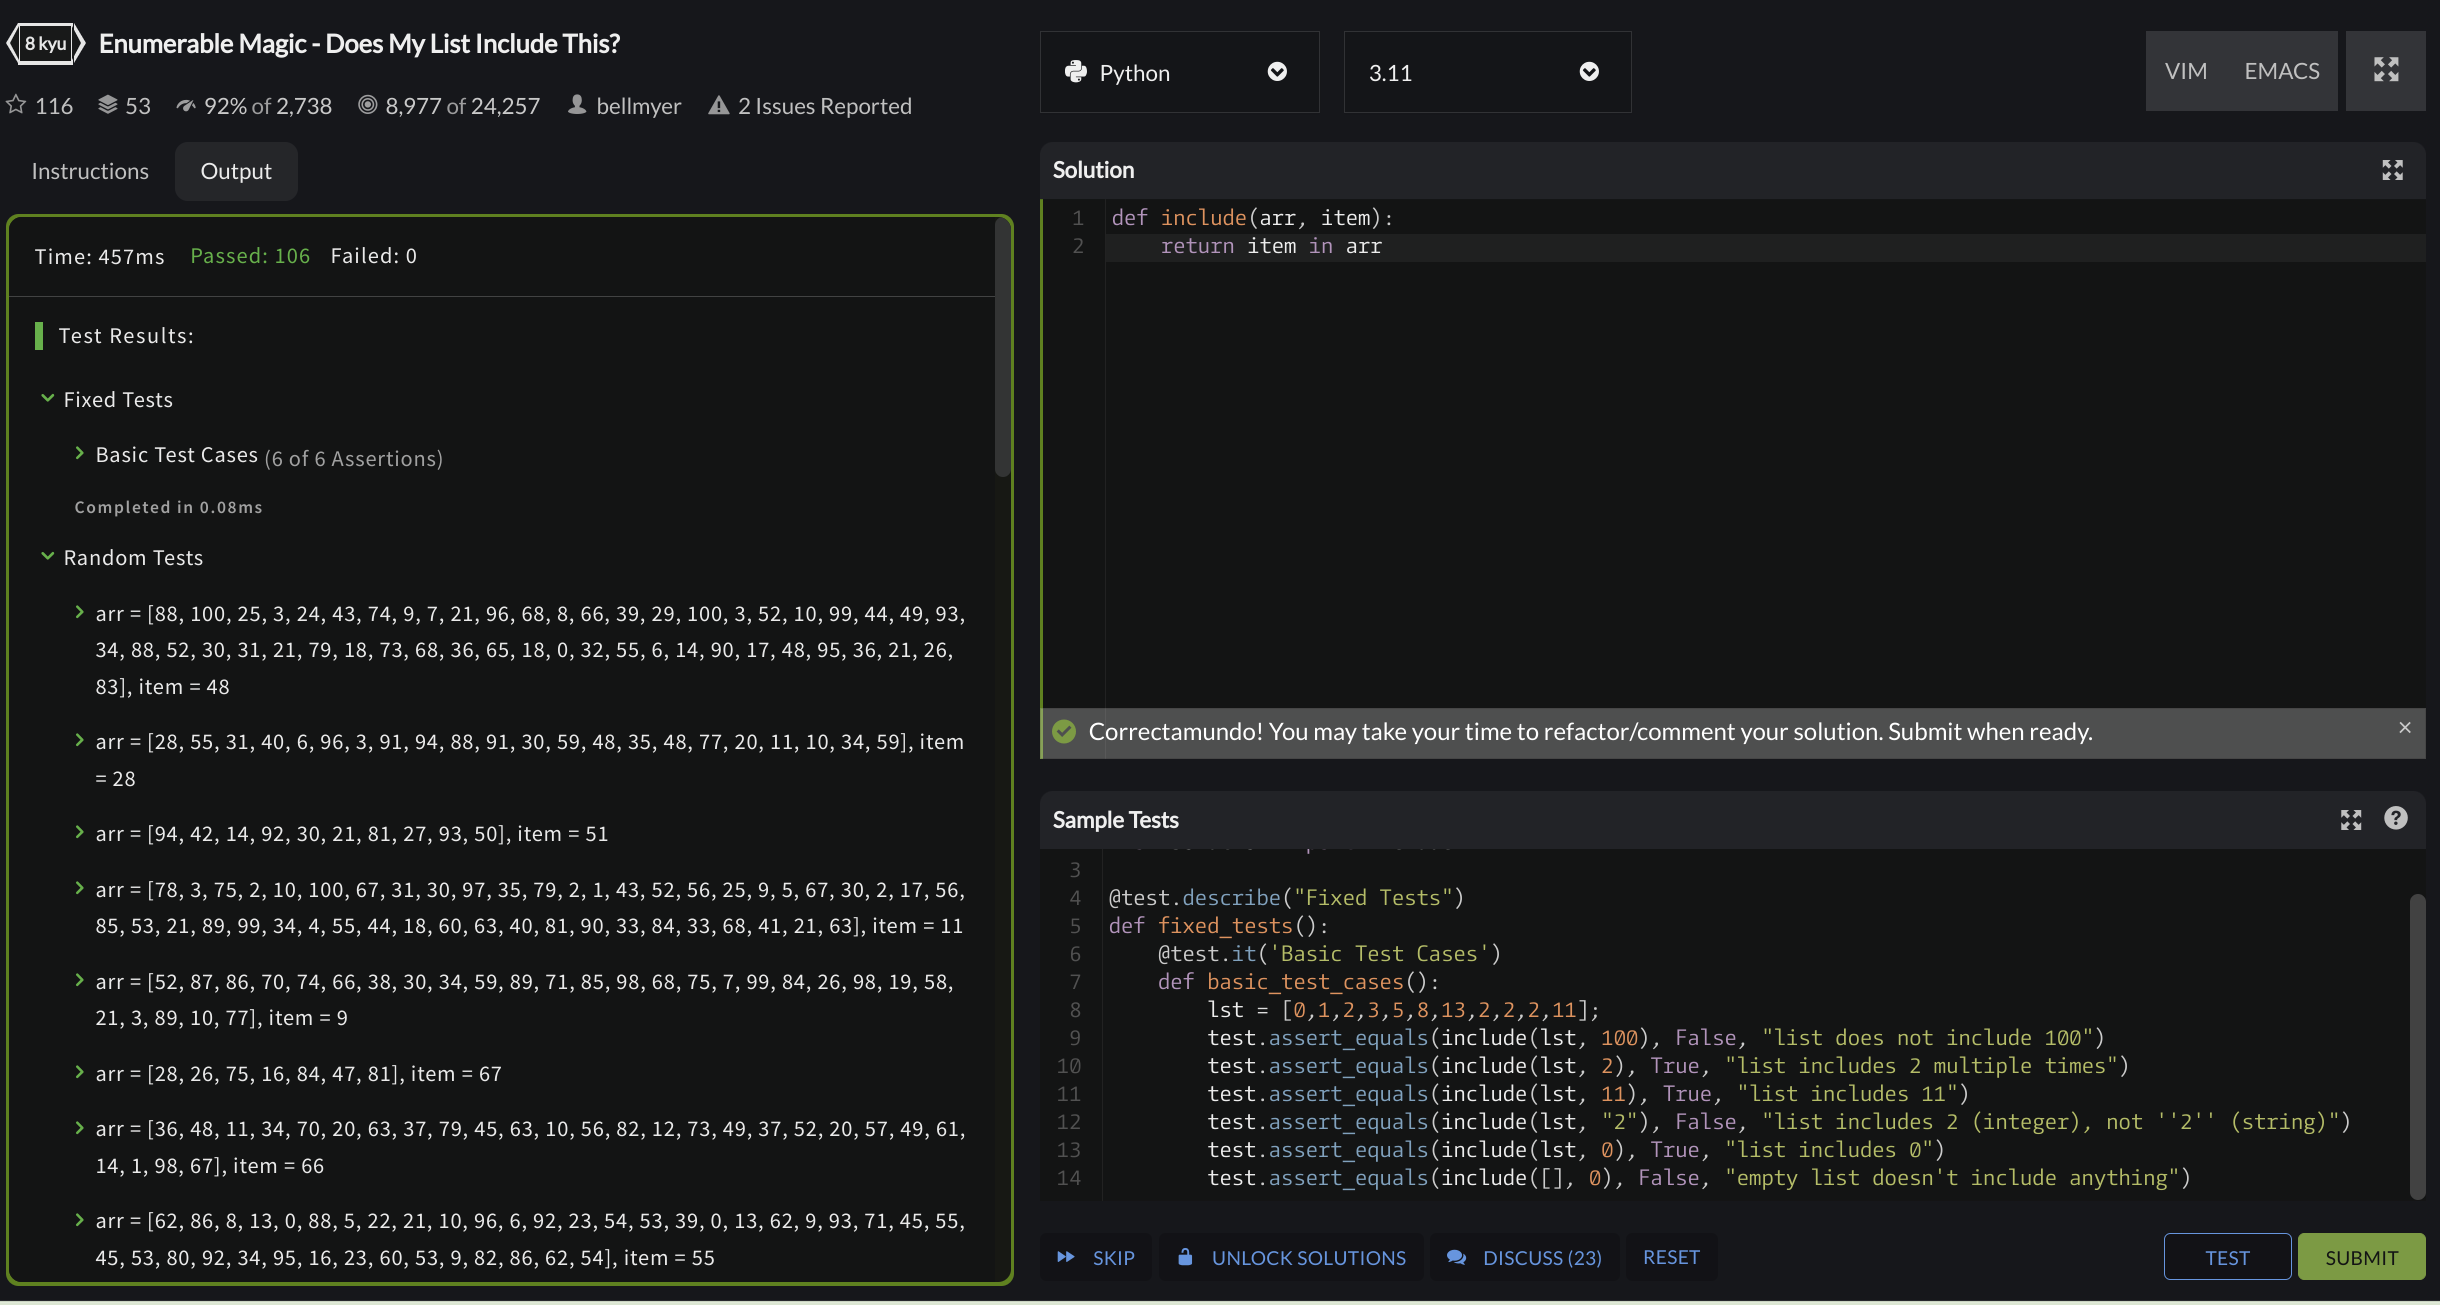 8 kyu
Enumerable Magic - Does My List Include This?
116 53 92% of 2,738 8,977 of 24,257 bellmyer 2 Issues Reported
Instructions Output
Time: 457ms Passed: 106 Failed: 0
Test Results:
Fixed Tests
Basic Test Cases (6 of 6 Assertions)
Completed in 0.08ms
Random Tests
arr = [88, 100, 25, 3, 24, 43, 74, 9, 7, 21, 96, 68, 8, 66, 39, 29, 100, 3, 52, 10, 99, 44, 49, 93,
34, 88, 52, 30, 31, 21, 79, 18, 73, 68, 36, 65, 18, 0, 32, 55, 6, 14, 90, 17, 48, 95, 36, 21, 26,
83], item = 48
arr = [28, 55, 31, 40, 6, 96, 3, 91, 94, 88, 91, 30, 59, 48, 35, 48, 77, 20, 11, 10, 34, 59], item
= 28
arr = [94, 42, 14, 92, 30, 21, 81, 27, 93, 50], item = 51
arr = [78, 3, 75, 2, 10, 100, 67, 31, 30, 97, 35, 79, 2, 1, 43, 52, 56, 25, 9, 5, 67, 30, 2, 17, 56,
85, 53, 21, 89, 99, 34, 4, 55, 44, 18, 60, 63, 40, 81, 90, 33, 84, 33, 68, 41, 21, 63], item = 11
arr = [52, 87, 86, 70, 74, 66, 38, 30, 34, 59, 89, 71, 85, 98, 68, 75, 7, 99, 84, 26, 98, 19, 58,
21, 3, 89, 10, 77], item = 9
arr = [28, 26, 75, 16, 84, 47, 81], item = 67
arr = [36, 48, 11, 34, 70, 20, 63, 37, 79, 45, 63, 10, 56, 82, 12, 73, 49, 37, 52, 20, 57, 49, 61,
14, 1, 98, 67], item = 66
arr = [62, 86, 8, 13, 0, 88, 5, 22, 21, 10, 96, 6, 92, 23, 54, 53, 39, 0, 13, 62, 9, 93, 71, 45, 55,
45, 53, 80, 92, 34, 95, 16, 23, 60, 53, 9, 82, 86, 62, 54], item = 55
Python 3.11 VIM EMACS
Solution
1 def include(arr, item):
2     return item in arr
Correctamundo! You may take your time to refactor/comment your solution. Submit when ready.
Sample Tests
3
4 @test.describe("Fixed Tests")
5 def fixed_tests():
6     @test.it('Basic Test Cases')
7     def basic_test_cases():
8         lst = [0,1,2,3,5,8,13,2,2,2,11];
9         test.assert_equals(include(lst, 100), False, "list does not include 100")
10         test.assert_equals(include(lst, 2), True, "list includes 2 multiple times")
11         test.assert_equals(include(lst, 11), True, "list includes 11")
12         test.assert_equals(include(lst, "2"), False, "list includes 2 (integer), not ''2'' (string)")
13         test.assert_equals(include(lst, 0), True, "list includes 0")
14         test.assert_equals(include([], 0), False, "empty list doesn't include anything")
SKIP UNLOCK SOLUTIONS DISCUSS (23) RESET TEST SUBMIT